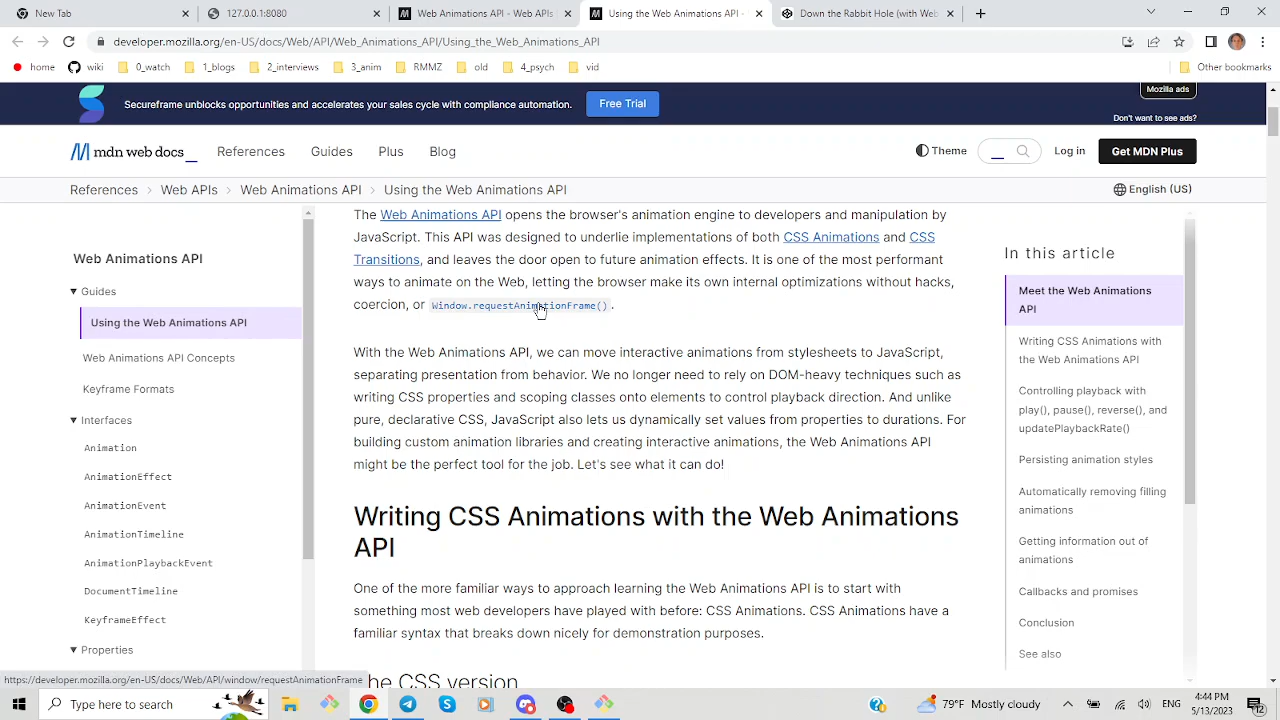 New Tab
127.0.0.1:8080
Web Animations API - Web APIs
Using the Web Animations API -
Down the Rabbit Hole (with Web
developer.mozilla.org/en-US/docs/Web/API/Web_Animations_API/Using_the_Web_Animations_API
home
wiki
0_watch
1_blogs
2_interviews
3_anim
RMMZ
old
4_psych
vid
Other bookmarks
Secureframe unblocks opportunities and accelerates your sales cycle with compliance automation.
Free Trial
Mozilla ads
Don't want to see ads?
mdn web docs_
References
Guides
Plus
Blog
Theme
Log in
Get MDN Plus
References > Web APIs > Web Animations API > Using the Web Animations API
English (US)
Web Animations API
Guides
Using the Web Animations API
Web Animations API Concepts
Keyframe Formats
Interfaces
Animation
AnimationEffect
AnimationEvent
AnimationTimeline
AnimationPlaybackEvent
DocumentTimeline
KeyframeEffect
Properties
The Web Animations API opens the browser's animation engine to developers and manipulation by
JavaScript. This API was designed to underlie implementations of both CSS Animations and CSS
Transitions, and leaves the door open to future animation effects. It is one of the most performant
ways to animate on the Web, letting the browser make its own internal optimizations without hacks,
coercion, or Window.requestAnimationFrame().
With the Web Animations API, we can move interactive animations from stylesheets to JavaScript,
separating presentation from behavior. We no longer need to rely on DOM-heavy techniques such as
writing CSS properties and scoping classes onto elements to control playback direction. And unlike
pure, declarative CSS, JavaScript also lets us dynamically set values from properties to durations. For
building custom animation libraries and creating interactive animations, the Web Animations API
might be the perfect tool for the job. Let's see what it can do!
Writing CSS Animations with the Web Animations
API
One of the more familiar ways to approach learning the Web Animations API is to start with
something most web developers have played with before: CSS Animations. CSS Animations have a
familiar syntax that breaks down nicely for demonstration purposes.
The CSS version
In this article
Meet the Web Animations
API
Writing CSS Animations with
the Web Animations API
Controlling playback with
play(), pause(), reverse(), and
updatePlaybackRate()
Persisting animation styles
Automatically removing filling
animations
Getting information out of
animations
Callbacks and promises
Conclusion
See also
https://developer.mozilla.org/en-US/docs/Web/API/window/requestAnimationFrame
Type here to search
79°F Mostly cloudy
ENG
4:44 PM
5/13/2023
12